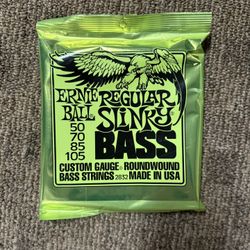 ERNIE BALL
REGULAR SLINKY
50
70
85
105
BASS
CUSTOM GAUGE · ROUNDWOUND
BASS STRINGS 2832 MADE IN USA